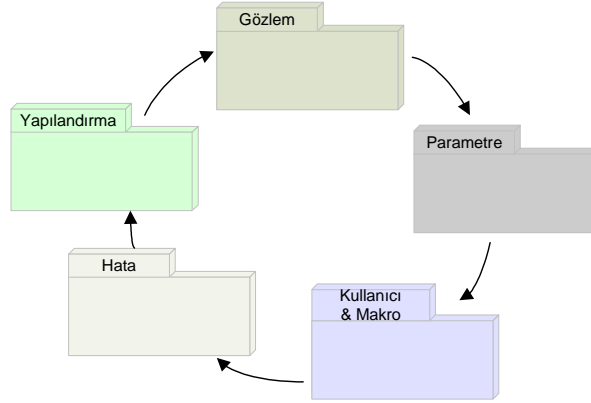 Gözlem
Yapılandırma
Parametre
Hata
Kullanıcı
& Makro